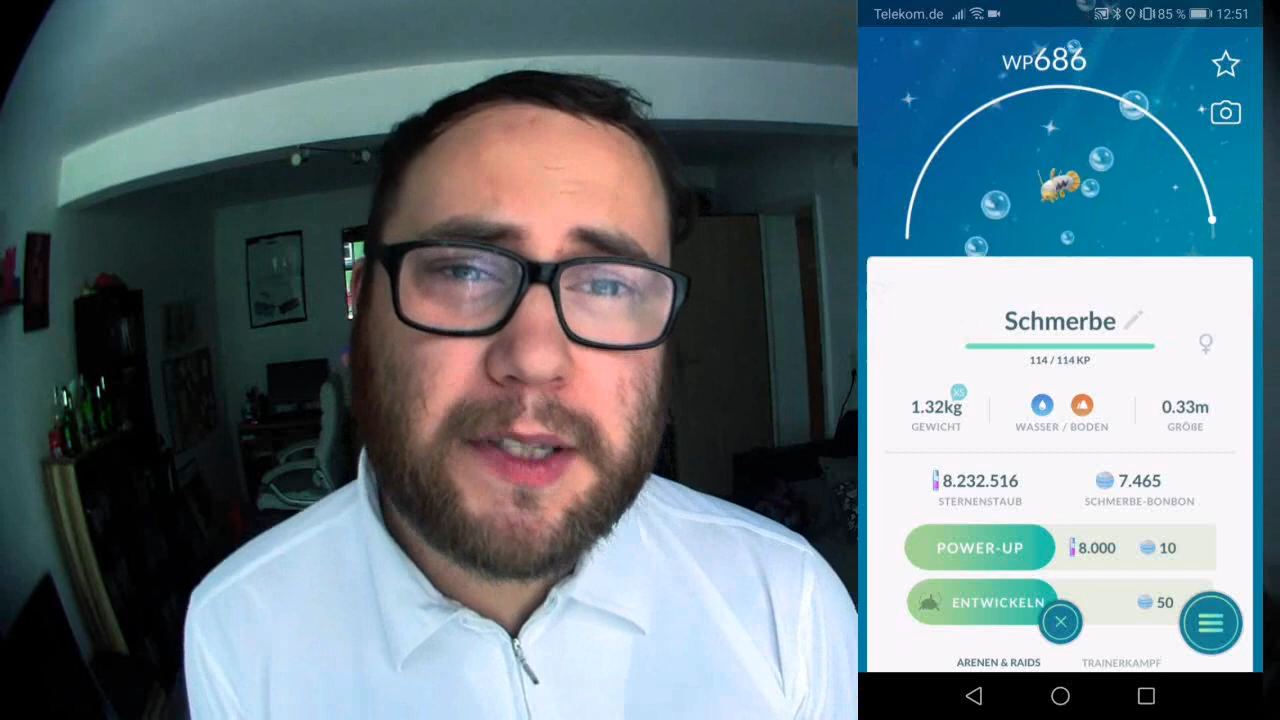 Telekom.de 85 % 12:51
WP686
Schmerbe
114 / 114 KP
XS
1.32kg 0.33m
GEWICHT WASSER / BODEN GRÖßE
8.232.516 7.465
STERNENSTAUB SCHMERBE-BONBON
POWER-UP 8.000 10
ENTWICKELN 50
ARENEN & RAIDS TRAINERKAMPF